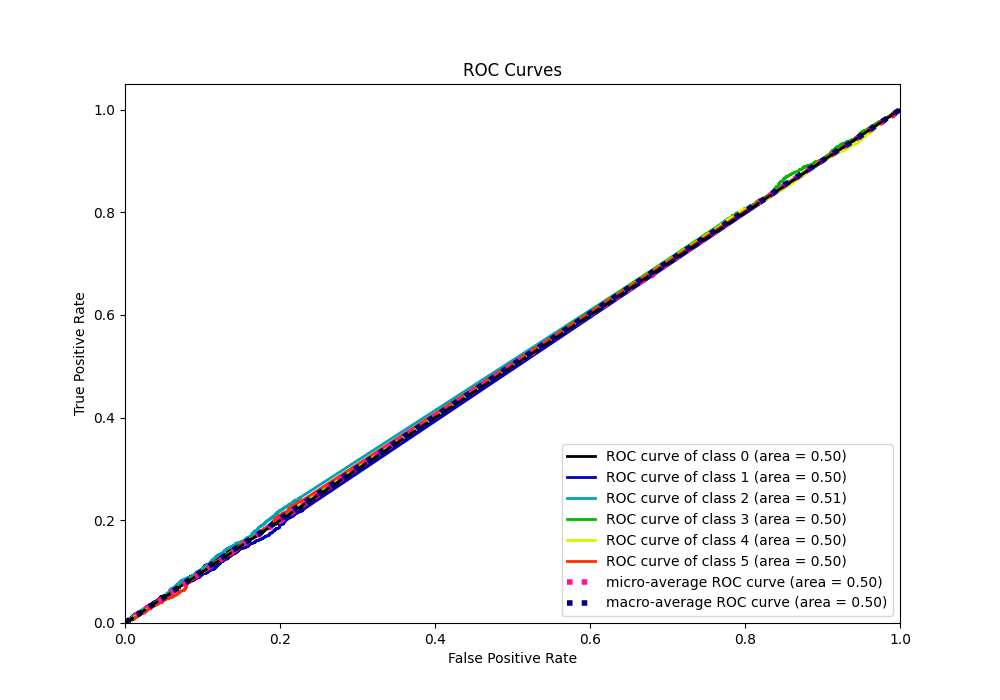 ROC Curves
True Positive Rate
1.0
0.8
0.6
0.4
0.2
0.0
ROC curve of class 0 (area = 0.50)
ROC curve of class 1 (area = 0.50)
ROC curve of class 2 (area = 0.51)
ROC curve of class 3 (area = 0.50)
ROC curve of class 4 (area = 0.50)
ROC curve of class 5 (area = 0.50)
micro-average ROC curve (area = 0.50)
macro-average ROC curve (area = 0.50)
0.0 0.2 0.4 0.6 0.8 1.0
False Positive Rate